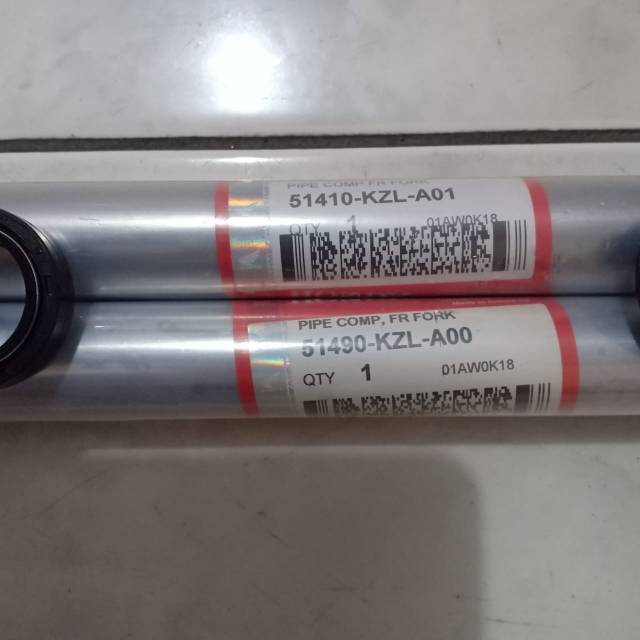 PIPE COMP, FR FORK
51410-KZL-A01
QTY 1 01AW0K18
PIPE COMP, FR FORK
51490-KZL-A00
QTY 1 01AW0K18